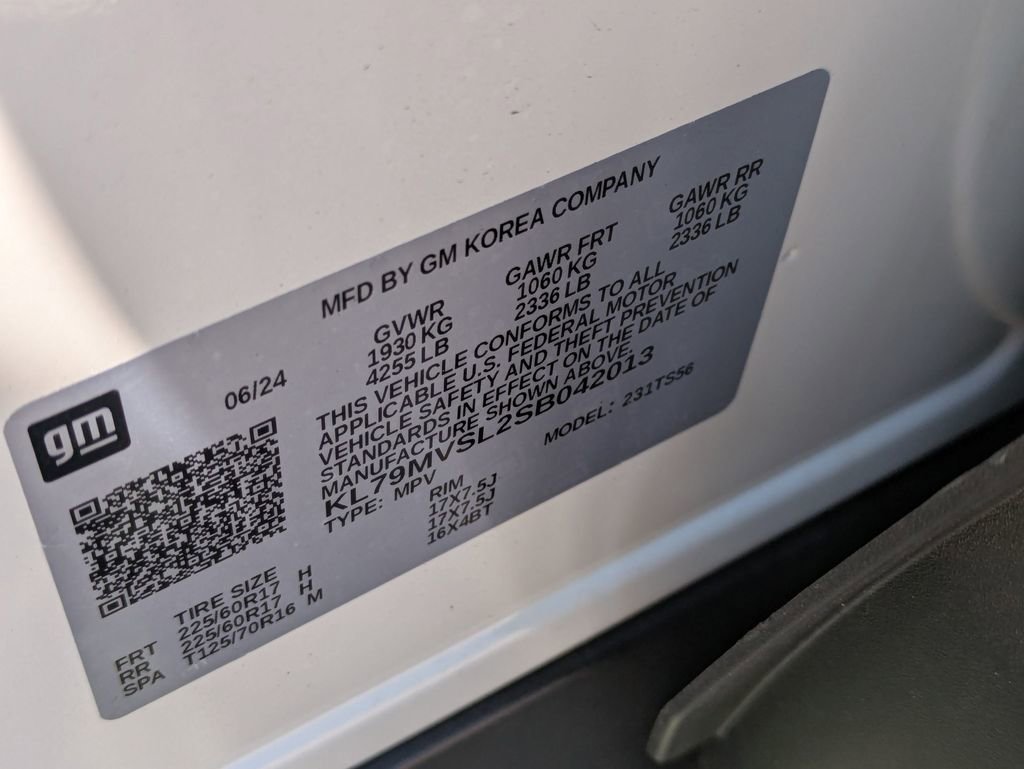 MFD BY GM KOREA COMPANY
gm
06/24
GVWR GAWR FRT GAWR RR
1930 KG 1060 KG 1060 KG
4255 LB 2336 LB 2336 LB
THIS VEHICLE CONFORMS TO ALL
APPLICABLE U.S. FEDERAL MOTOR
VEHICLE SAFETY, AND THEFT PREVENTION
STANDARDS IN EFFECT ON THE DATE OF
MANUFACTURE SHOWN ABOVE.
KL79MVSL2SB042013
TYPE: MPV MODEL: 231TS56
TIRE SIZE RIM
FRT 225/60R17 H 17X7.5J
RR 225/60R17 H 17X7.5J
SPA T125/70R16 M 16X4BT